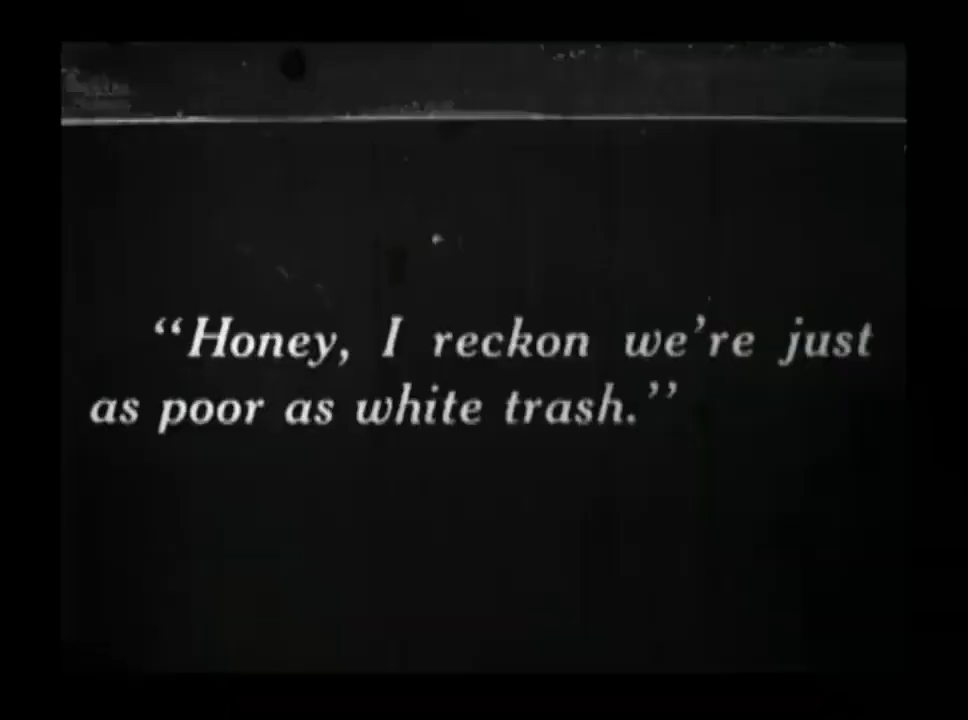 “Honey, I reckon we’re just
as poor as white trash.”